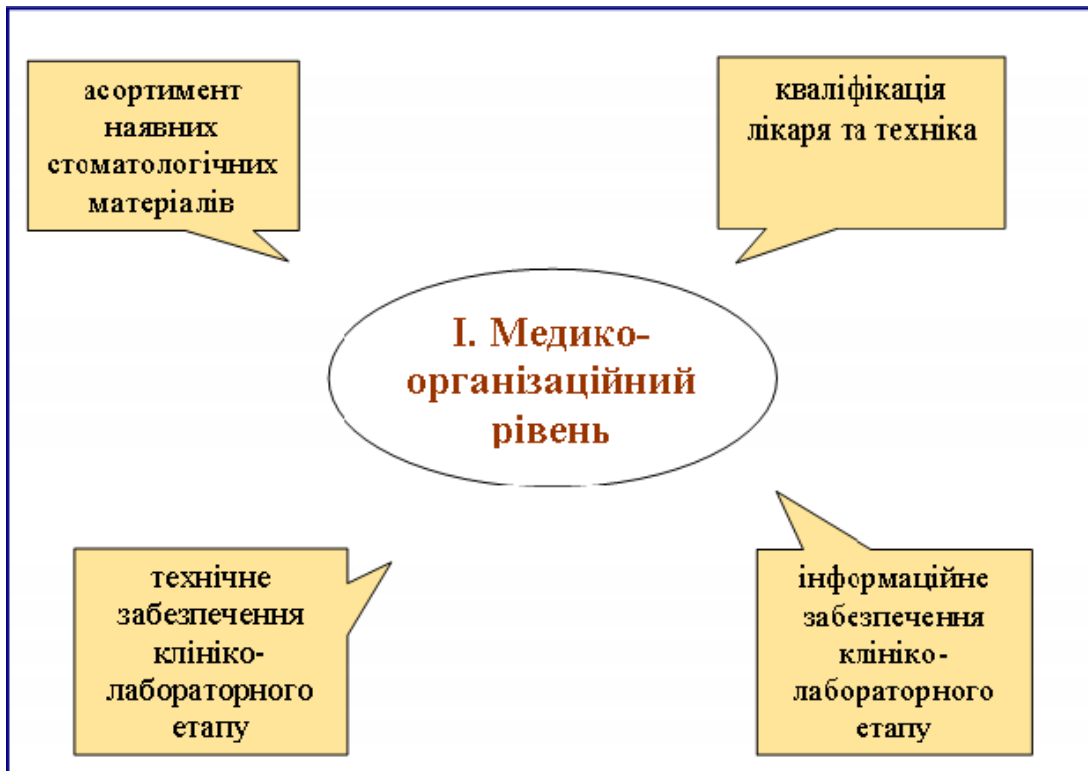 асортимент
наявних
стоматологічних
матеріалів
кваліфікація
лікаря та техніка
І. Медико-
організаційний
рівень
технічне
забезпечення
клініко-
лабораторного
етапу
інформаційне
забезпечення
клініко-
лабораторного
етапу